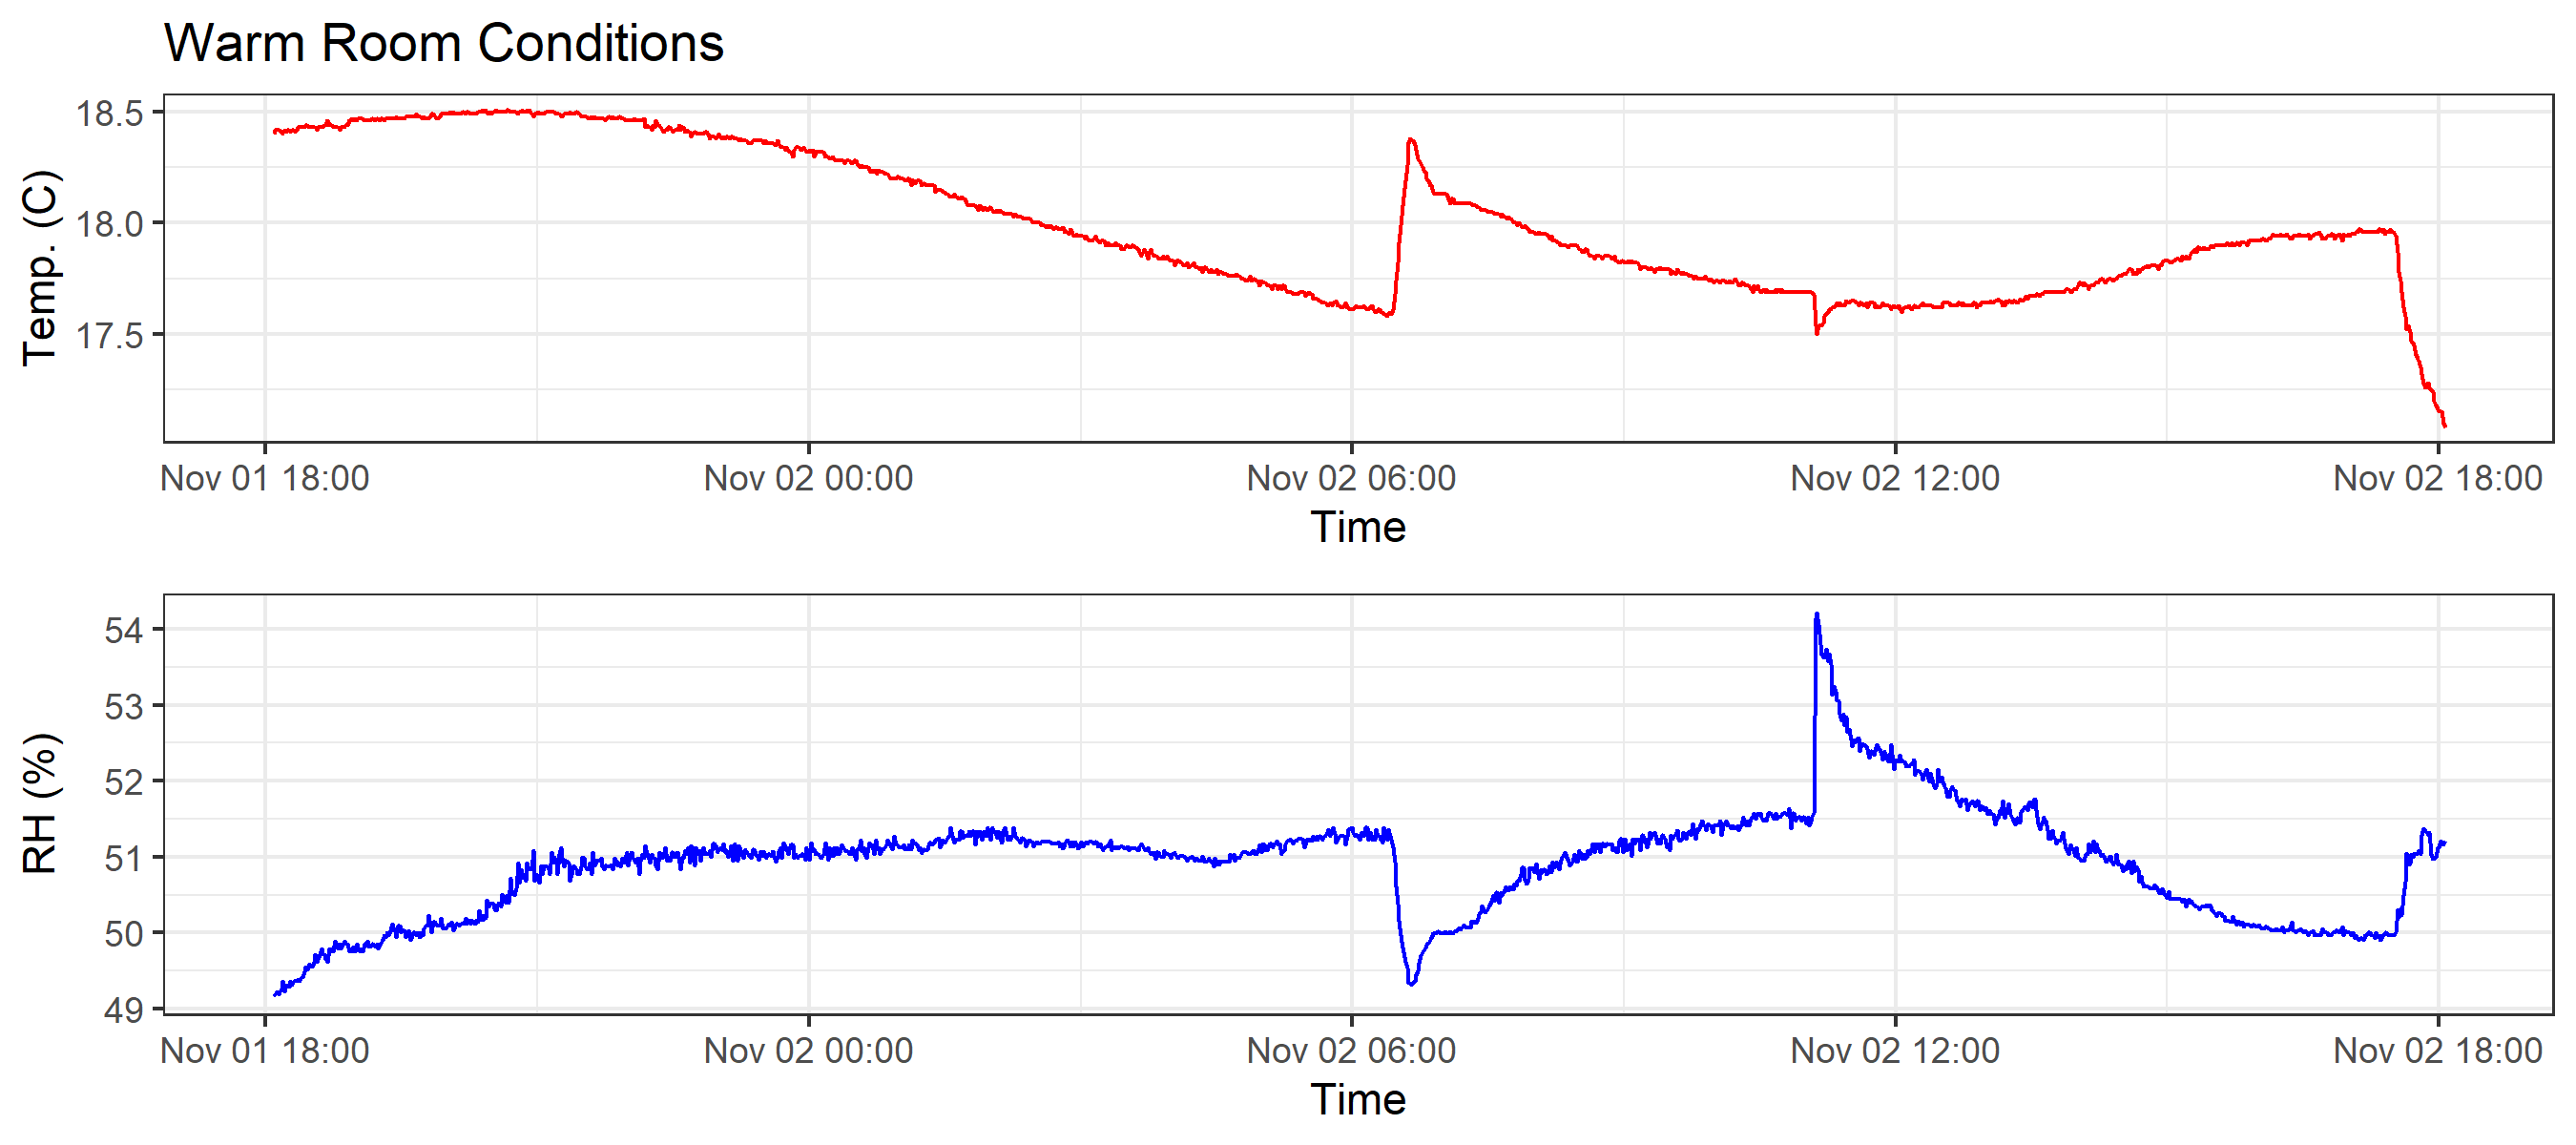 Warm Room Conditions
Temp. (C)
18.5
18.0
17.5
Nov 01 18:00 Nov 02 00:00 Nov 02 06:00 Nov 02 12:00 Nov 02 18:00
Time
RH (%)
54
53
52
51
50
49
Nov 01 18:00 Nov 02 00:00 Nov 02 06:00 Nov 02 12:00 Nov 02 18:00
Time